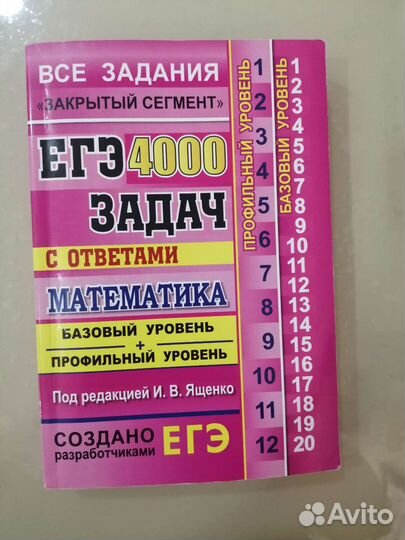 ВСЕ ЗАДАНИЯ
«ЗАКРЫТЫЙ СЕГМЕНТ»
ЕГЭ 4000
ЗАДАЧ
С ОТВЕТАМИ
МАТЕМАТИКА
БАЗОВЫЙ УРОВЕНЬ
+
ПРОФИЛЬНЫЙ УРОВЕНЬ
Под редакцией И. В. Ященко
СОЗДАНО
разработчиками
ЕГЭ
ПРОФИЛЬНЫЙ УРОВЕНЬ
1
2
3
4
5
6
7
8
9
10
11
12
БАЗОВЫЙ УРОВЕНЬ
1
2
3
4
5
6
7
8
9
10
11
12
13
14
15
16
17
18
19
20
Avito